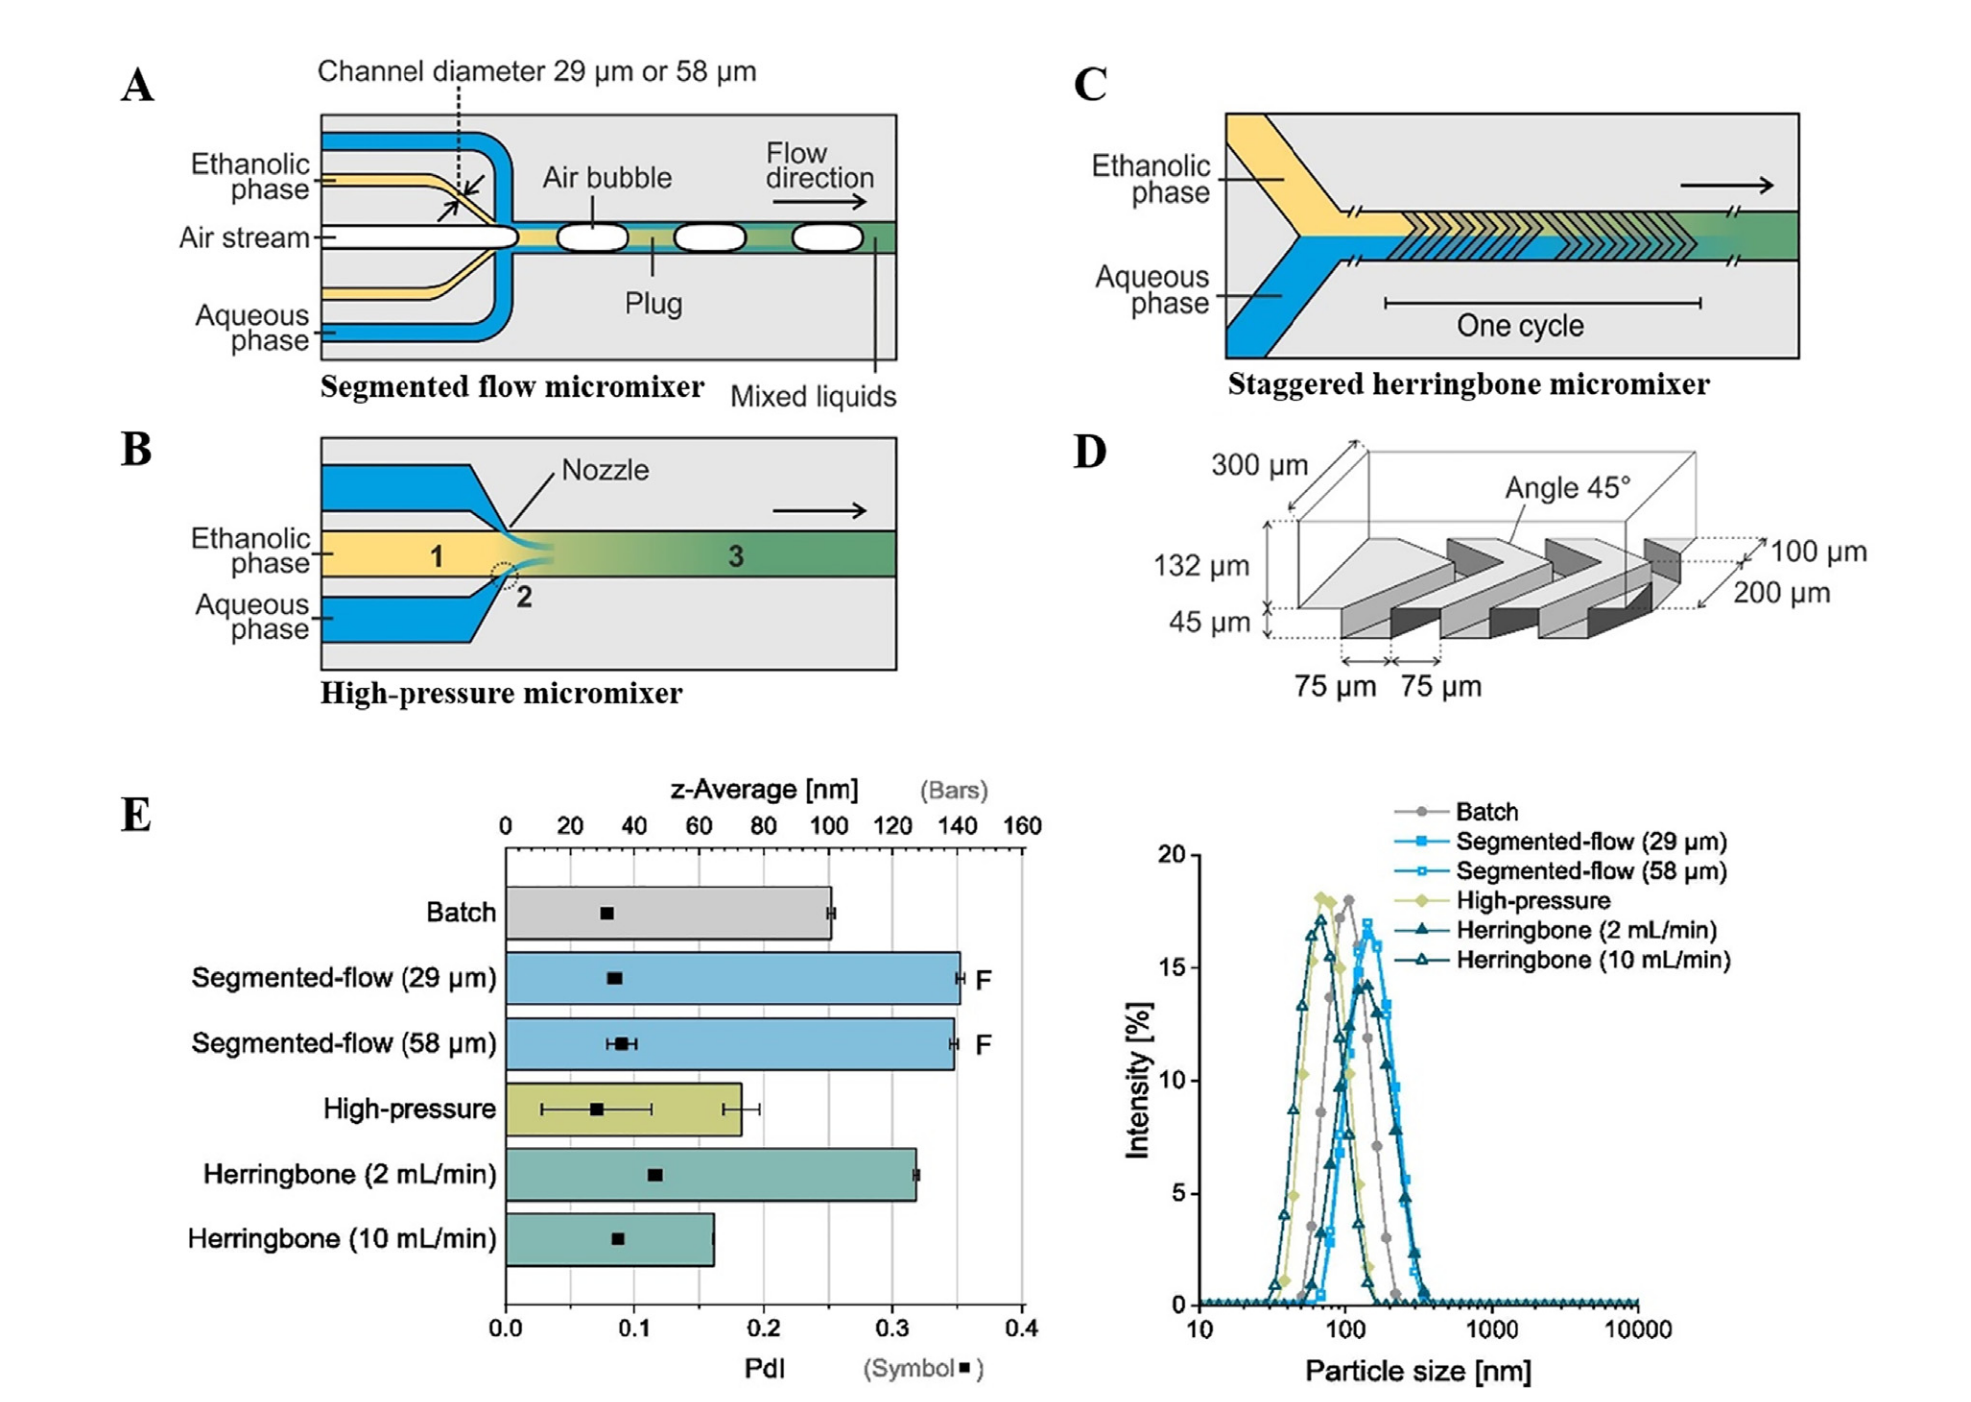 A
Channel diameter 29 µm or 58 µm
Ethanolic
phase
Air stream
Aqueous
phase
Air bubble
Flow
direction
Plug
Mixed liquids
Segmented flow micromixer
B
Nozzle
Ethanolic
phase
Aqueous
phase
1
2
3
High-pressure micromixer
C
Ethanolic
phase
Aqueous
phase
One cycle
Staggered herringbone micromixer
D
300 µm
Angle 45°
132 µm
45 µm
100 µm
200 µm
75 µm 75 µm
E
z-Average [nm] (Bars)
0 20 40 60 80 100 120 140 160
Batch
Segmented-flow (29 µm) F
Segmented-flow (58 µm) F
High-pressure
Herringbone (2 mL/min)
Herringbone (10 mL/min)
0.0 0.1 0.2 0.3 0.4
PdI (Symbol■)
Batch
Segmented-flow (29 µm)
Segmented-flow (58 µm)
High-pressure
Herringbone (2 mL/min)
Herringbone (10 mL/min)
Intensity [%]
20
15
10
5
0
10 100 1000 10000
Particle size [nm]